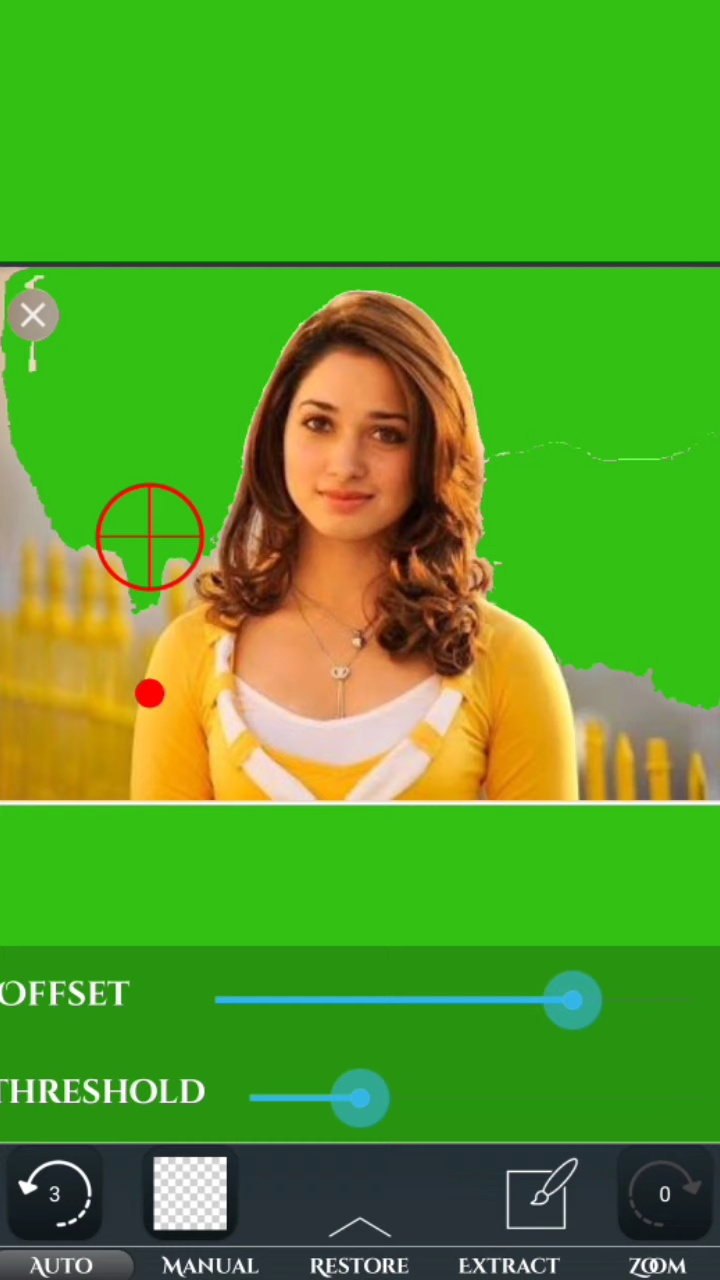 OFFSET
THRESHOLD
3
0
AUTO
MANUAL
RESTORE
EXTRACT
ZOOM